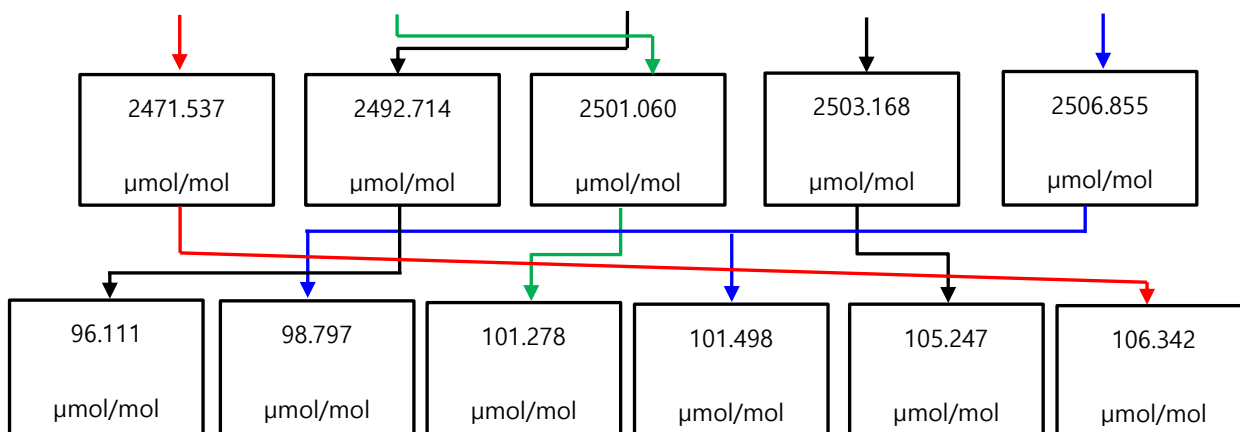 2471.537
µmol/mol
2492.714
µmol/mol
2501.060
µmol/mol
2503.168
µmol/mol
2506.855
µmol/mol
96.111
µmol/mol
98.797
µmol/mol
101.278
µmol/mol
101.498
µmol/mol
105.247
µmol/mol
106.342
µmol/mol